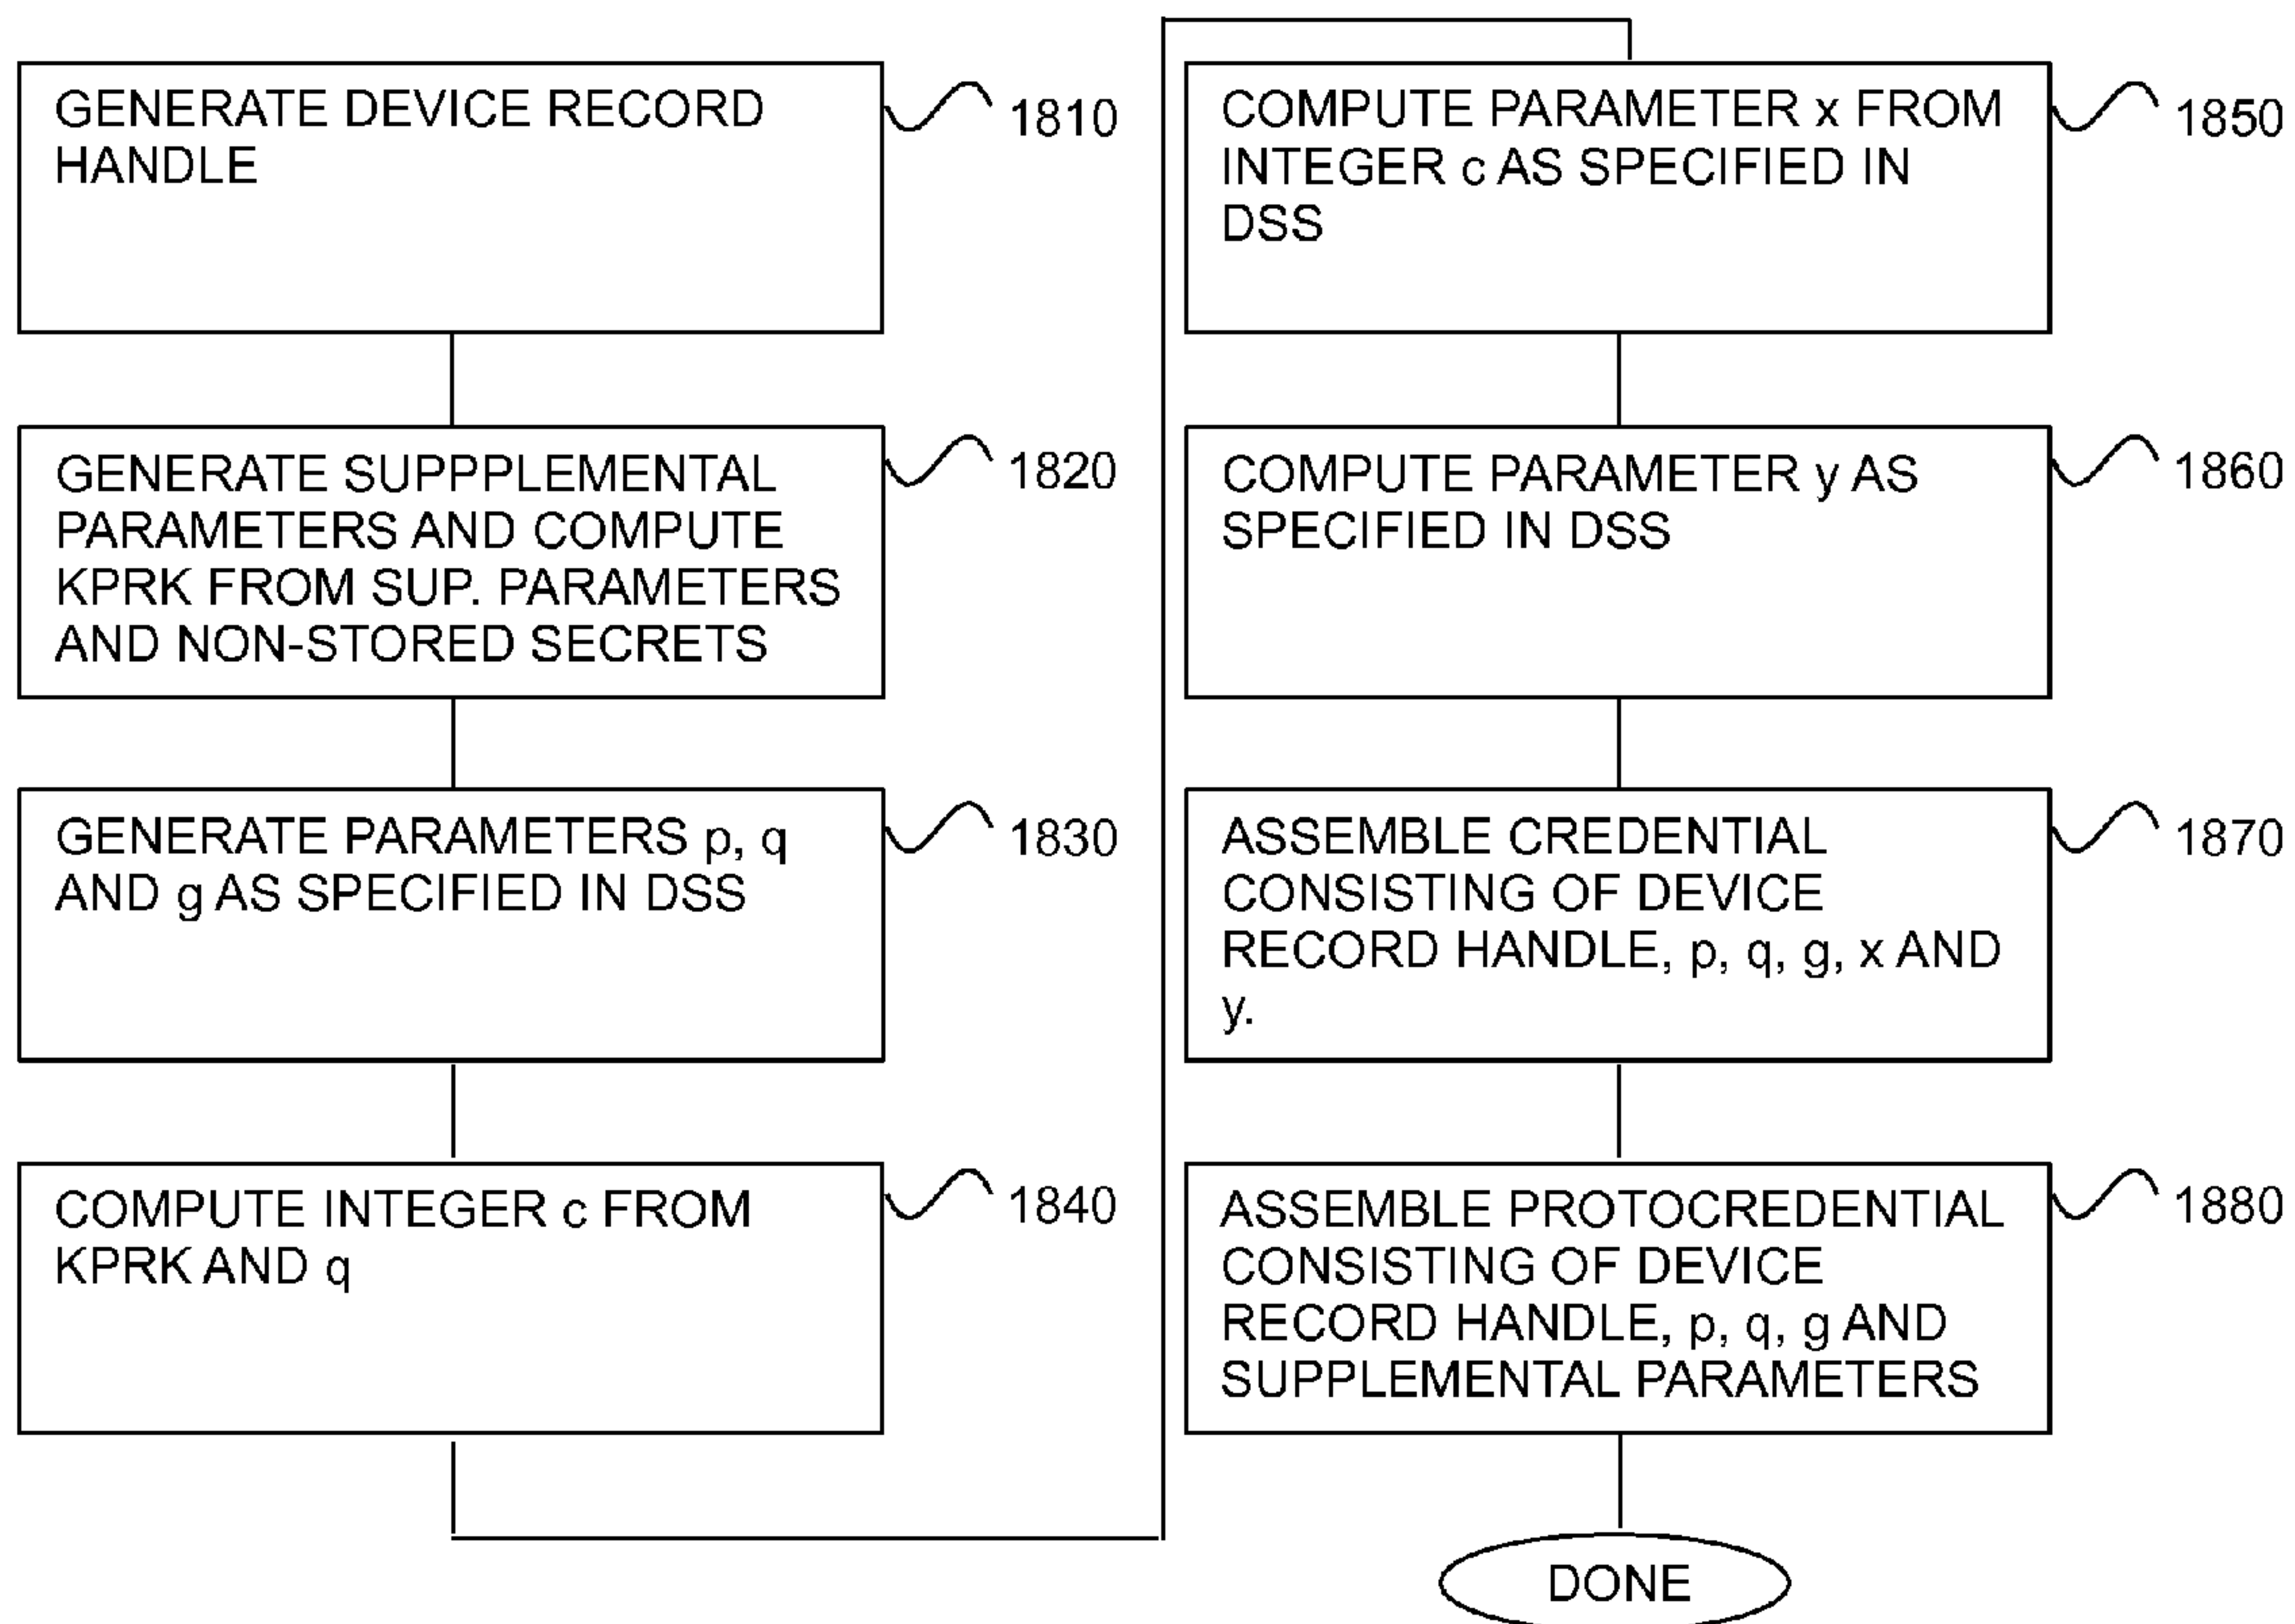 GENERATE DEVICE RECORD
HANDLE
1810
GENERATE SUPPPLEMENTAL
PARAMETERS AND COMPUTE
KPRK FROM SUP. PARAMETERS
AND NON-STORED SECRETS
1820
GENERATE PARAMETERS p, q
AND g AS SPECIFIED IN DSS
1830
COMPUTE INTEGER c FROM
KPRK AND q
1840
COMPUTE PARAMETER x FROM
INTEGER c AS SPECIFIED IN
DSS
1850
COMPUTE PARAMETER y AS
SPECIFIED IN DSS
1860
ASSEMBLE CREDENTIAL
CONSISTING OF DEVICE
RECORD HANDLE, p, q, g, x AND
y.
1870
ASSEMBLE PROTOCREDENTIAL
CONSISTING OF DEVICE
RECORD HANDLE, p, q, g AND
SUPPLEMENTAL PARAMETERS
1880
DONE